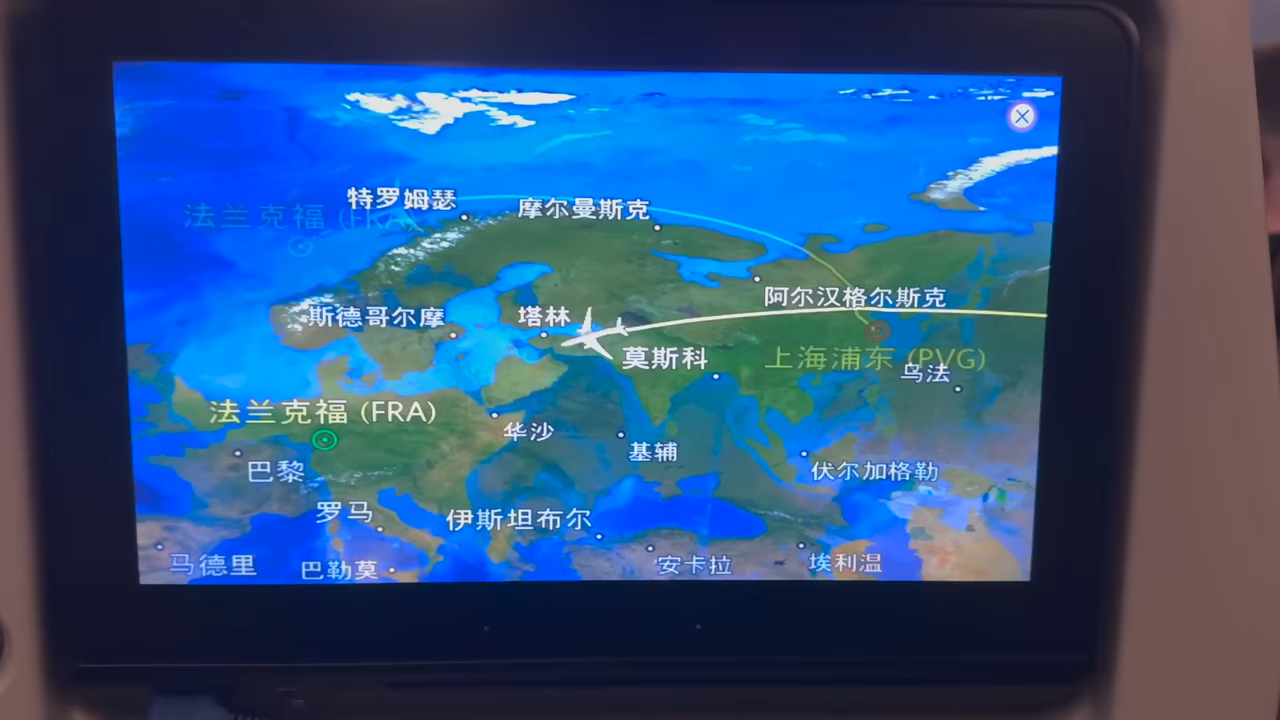 特罗姆瑟
摩尔曼斯克
法兰克福 (FRA)
阿尔汉格尔斯克
斯德哥尔摩
塔林
莫斯科
上海浦东 (PVG)
乌法
法兰克福 (FRA)
华沙
基辅
巴黎
伏尔加格勒
罗马
伊斯坦布尔
马德里
巴勒莫
安卡拉
埃利温